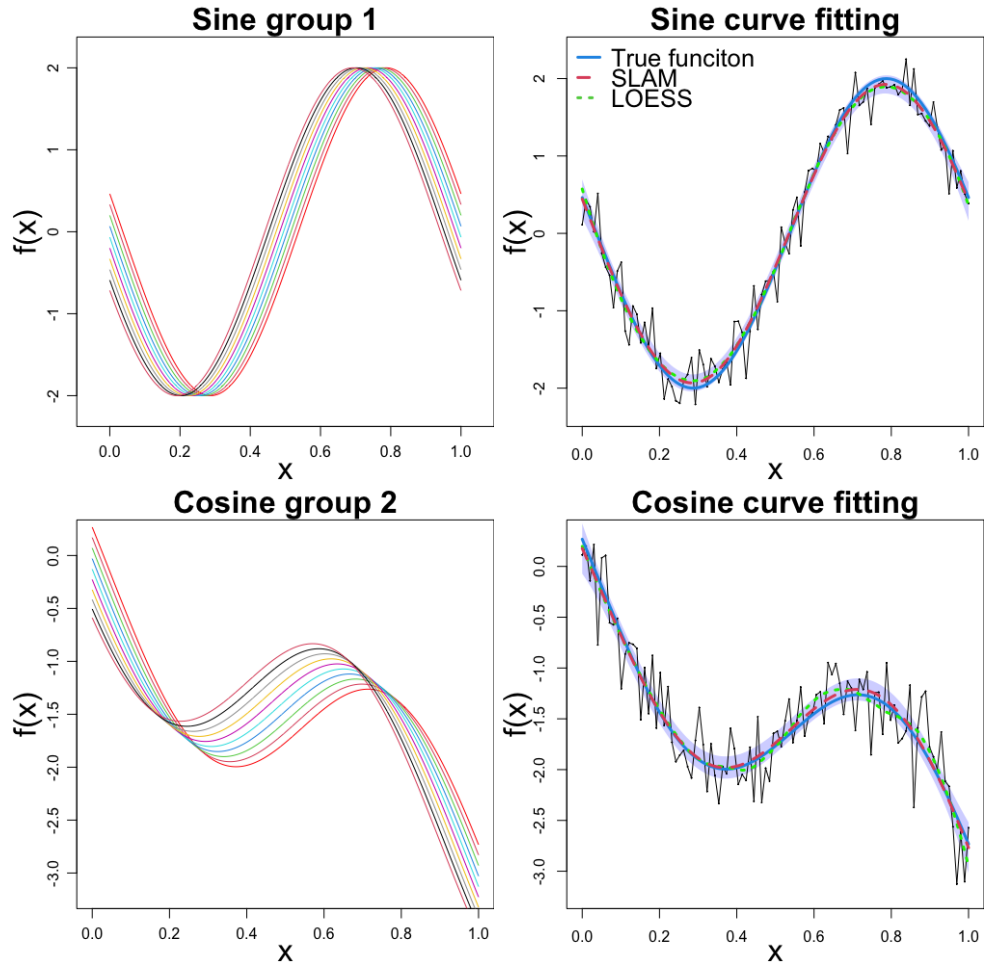 Sine group 1
f(x)
2
1
0
-1
-2
0.0 0.2 0.4 0.6 0.8 1.0
x
Sine curve fitting
True funciton
SLAM
LOESS
f(x)
2
1
0
-1
-2
0.0 0.2 0.4 0.6 0.8 1.0
x
Cosine group 2
f(x)
0.0
-0.5
-1.0
-1.5
-2.0
-2.5
-3.0
0.0 0.2 0.4 0.6 0.8 1.0
x
Cosine curve fitting
f(x)
0.0
-0.5
-1.0
-1.5
-2.0
-2.5
-3.0
0.0 0.2 0.4 0.6 0.8 1.0
x